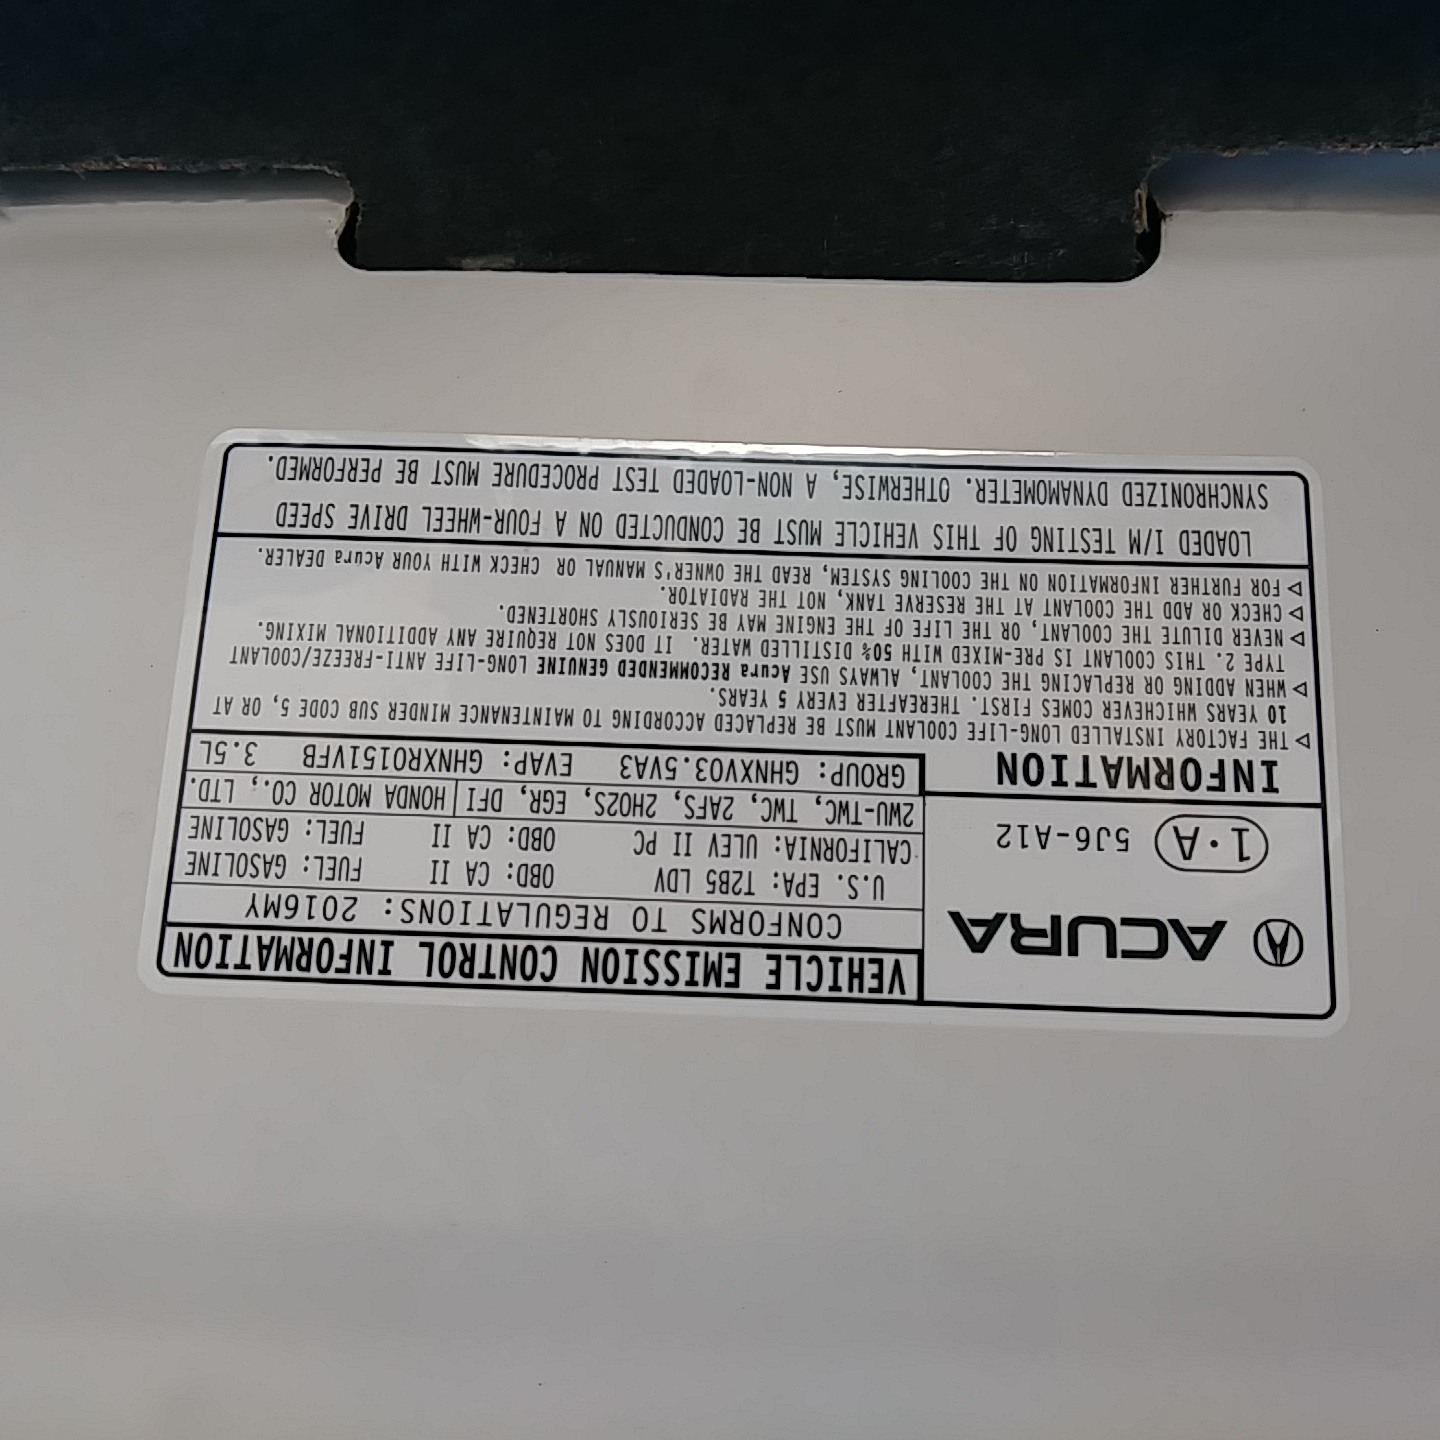 ACURA
1・A 5J6-A12
VEHICLE EMISSION CONTROL INFORMATION
CONFORMS TO REGULATIONS: 2016MY
U.S. EPA: T2B5 LDV OBD: CA II FUEL: GASOLINE
CALIFORNIA: ULEV II PC OBD: CA II FUEL: GASOLINE
2WU-TWC, TWC, 2AFS, 2HO2S, EGR, DFI HONDA MOTOR CO., LTD.
GROUP: GHNXV03.5VA3 EVAP: GHNXR0151VFB 3.5L
INFORMATION
▷ THE FACTORY INSTALLED LONG-LIFE COOLANT MUST BE REPLACED ACCORDING TO MAINTENANCE MINDER SUB CODE 5, OR AT
10 YEARS WHICHEVER COMES FIRST. THEREAFTER EVERY 5 YEARS.
▷ WHEN ADDING OR REPLACING THE COOLANT, ALWAYS USE Acura RECOMMENDED GENUINE LONG-LIFE ANTI-FREEZE/COOLANT
TYPE 2. THIS COOLANT IS PRE-MIXED WITH 50% DISTILLED WATER. IT DOES NOT REQUIRE ANY ADDITIONAL MIXING.
▷ NEVER DILUTE THE COOLANT, OR THE LIFE OF THE ENGINE MAY BE SERIOUSLY SHORTENED.
▷ CHECK OR ADD THE COOLANT AT THE RESERVE TANK, NOT THE RADIATOR.
▷ FOR FURTHER INFORMATION ON THE COOLING SYSTEM, READ THE OWNER'S MANUAL OR CHECK WITH YOUR Acura DEALER.
LOADED I/M TESTING OF THIS VEHICLE MUST BE CONDUCTED ON A FOUR-WHEEL DRIVE SPEED
SYNCHRONIZED DYNAMOMETER. OTHERWISE, A NON-LOADED TEST PROCEDURE MUST BE PERFORMED.